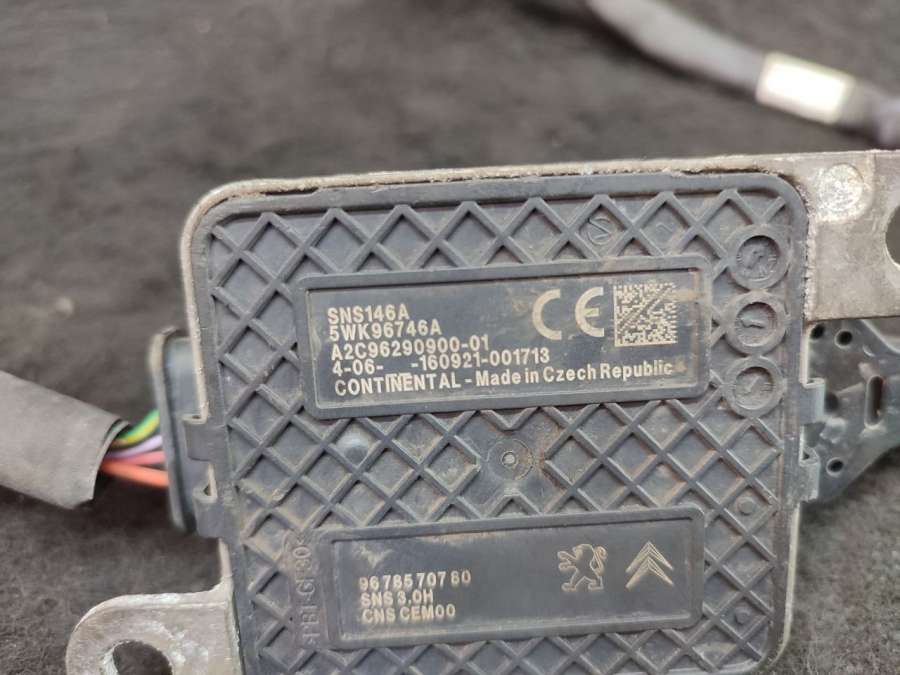 SNS146A
5WK96746A
A2C96290900-01
4-06- -160921-001713
CONTINENTAL - Made in Czech Republic
CE
9678570780
SNS 3.0H
CNS CEM00